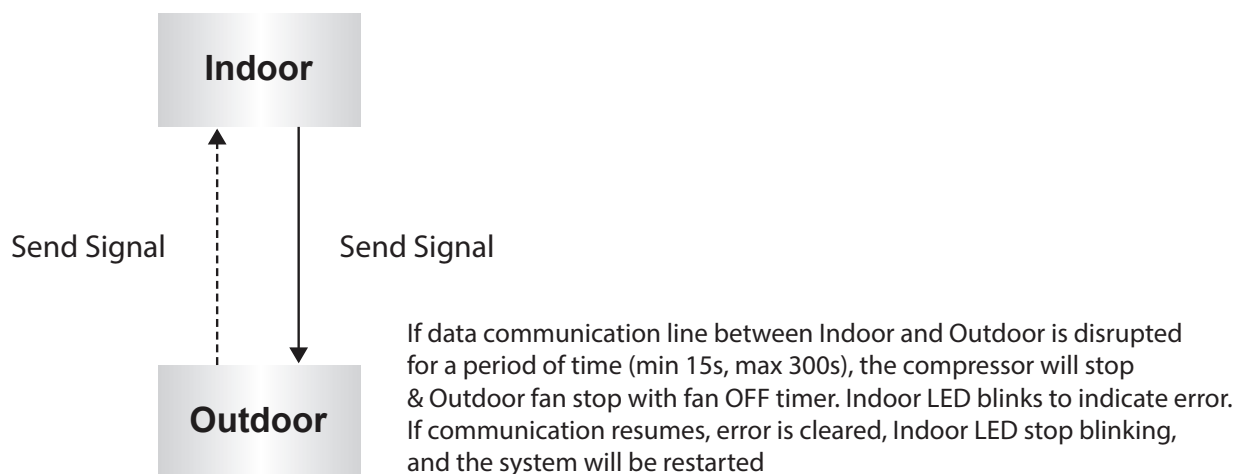 Indoor
Send Signal
Send Signal
If data communication line between Indoor and Outdoor is disrupted
for a period of time (min 15s, max 300s), the compressor will stop
& Outdoor fan stop with fan OFF timer. Indoor LED blinks to indicate error.
If communication resumes, error is cleared, Indoor LED stop blinking,
and the system will be restarted
Outdoor